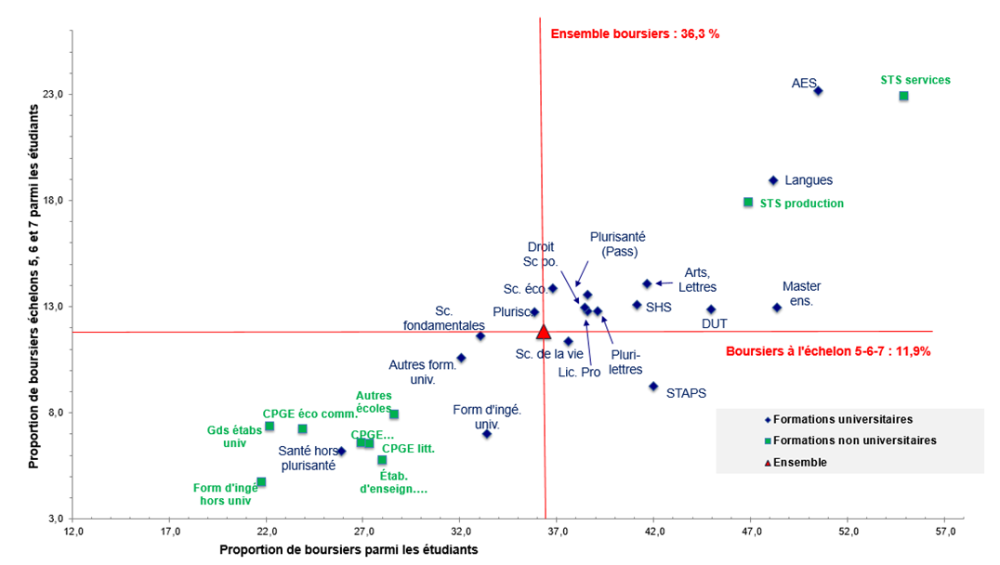 Ensemble boursiers : 36,3 %
Proportion de boursiers échelons 5, 6 et 7 parmi les étudiants
23,0
18,0
13,0
8,0
3,0
AES
STS services
Langues
STS production
Plurisanté
(Pass)
Droit
Sc po.
Arts,
Lettres
Master
ens.
Sc. éco.
Plurisc
SHS
DUT
Sc.
fondamentales
Boursiers à l'échelon 5-6-7 : 11,9%
Sc. de la vie
Autres form.
univ.
Lic. Pro
Pluri-
lettres
STAPS
Autres
écoles
CPGE éco comm.
Form d'ingé.
univ.
Gds étabs
univ
CPGE...
CPGE litt.
Santé hors
plurisanté
Étab.
d'enseign....
Form d'ingé
hors univ
Formations universitaires
Formations non universitaires
Ensemble
12,0
17,0
22,0
27,0
32,0
37,0
42,0
47,0
52,0
57,0
Proportion de boursiers parmi les étudiants